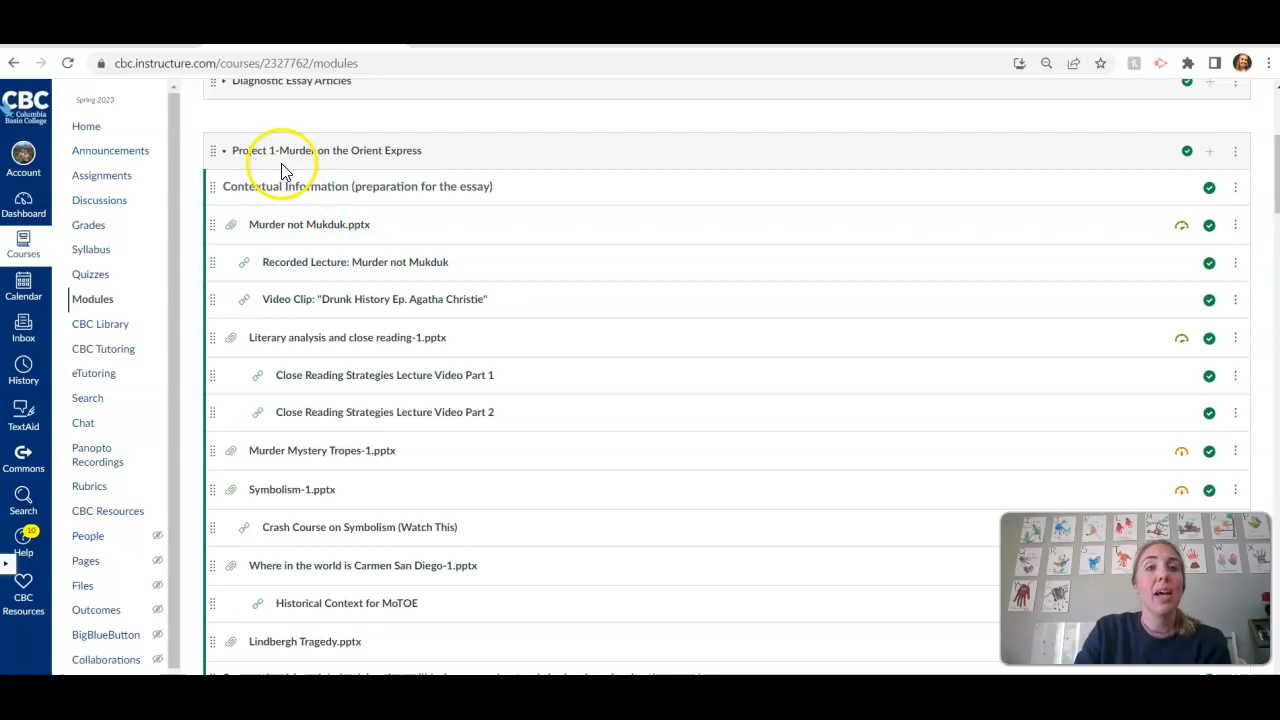 cbc.instructure.com/courses/2327762/modules
CBC
Columbia
Basin College
Account
Dashboard
Courses
Calendar
Inbox
History
TextAid
Commons
Search
10
Help
CBC
Resources
Spring 2023
Home
Announcements
Assignments
Discussions
Grades
Syllabus
Quizzes
Modules
CBC Library
CBC Tutoring
eTutoring
Search
Chat
Panopto
Recordings
Rubrics
CBC Resources
People
Pages
Files
Outcomes
BigBlueButton
Collaborations
Diagnostic Essay Articles
Project 1-Murder on the Orient Express
Contextual Information (preparation for the essay)
Murder not Mukduk.pptx
Recorded Lecture: Murder not Mukduk
Video Clip: "Drunk History Ep. Agatha Christie"
Literary analysis and close reading-1.pptx
Close Reading Strategies Lecture Video Part 1
Close Reading Strategies Lecture Video Part 2
Murder Mystery Tropes-1.pptx
Symbolism-1.pptx
Crash Course on Symbolism (Watch This)
Where in the world is Carmen San Diego-1.pptx
Historical Context for MoTOE
Lindbergh Tragedy.pptx